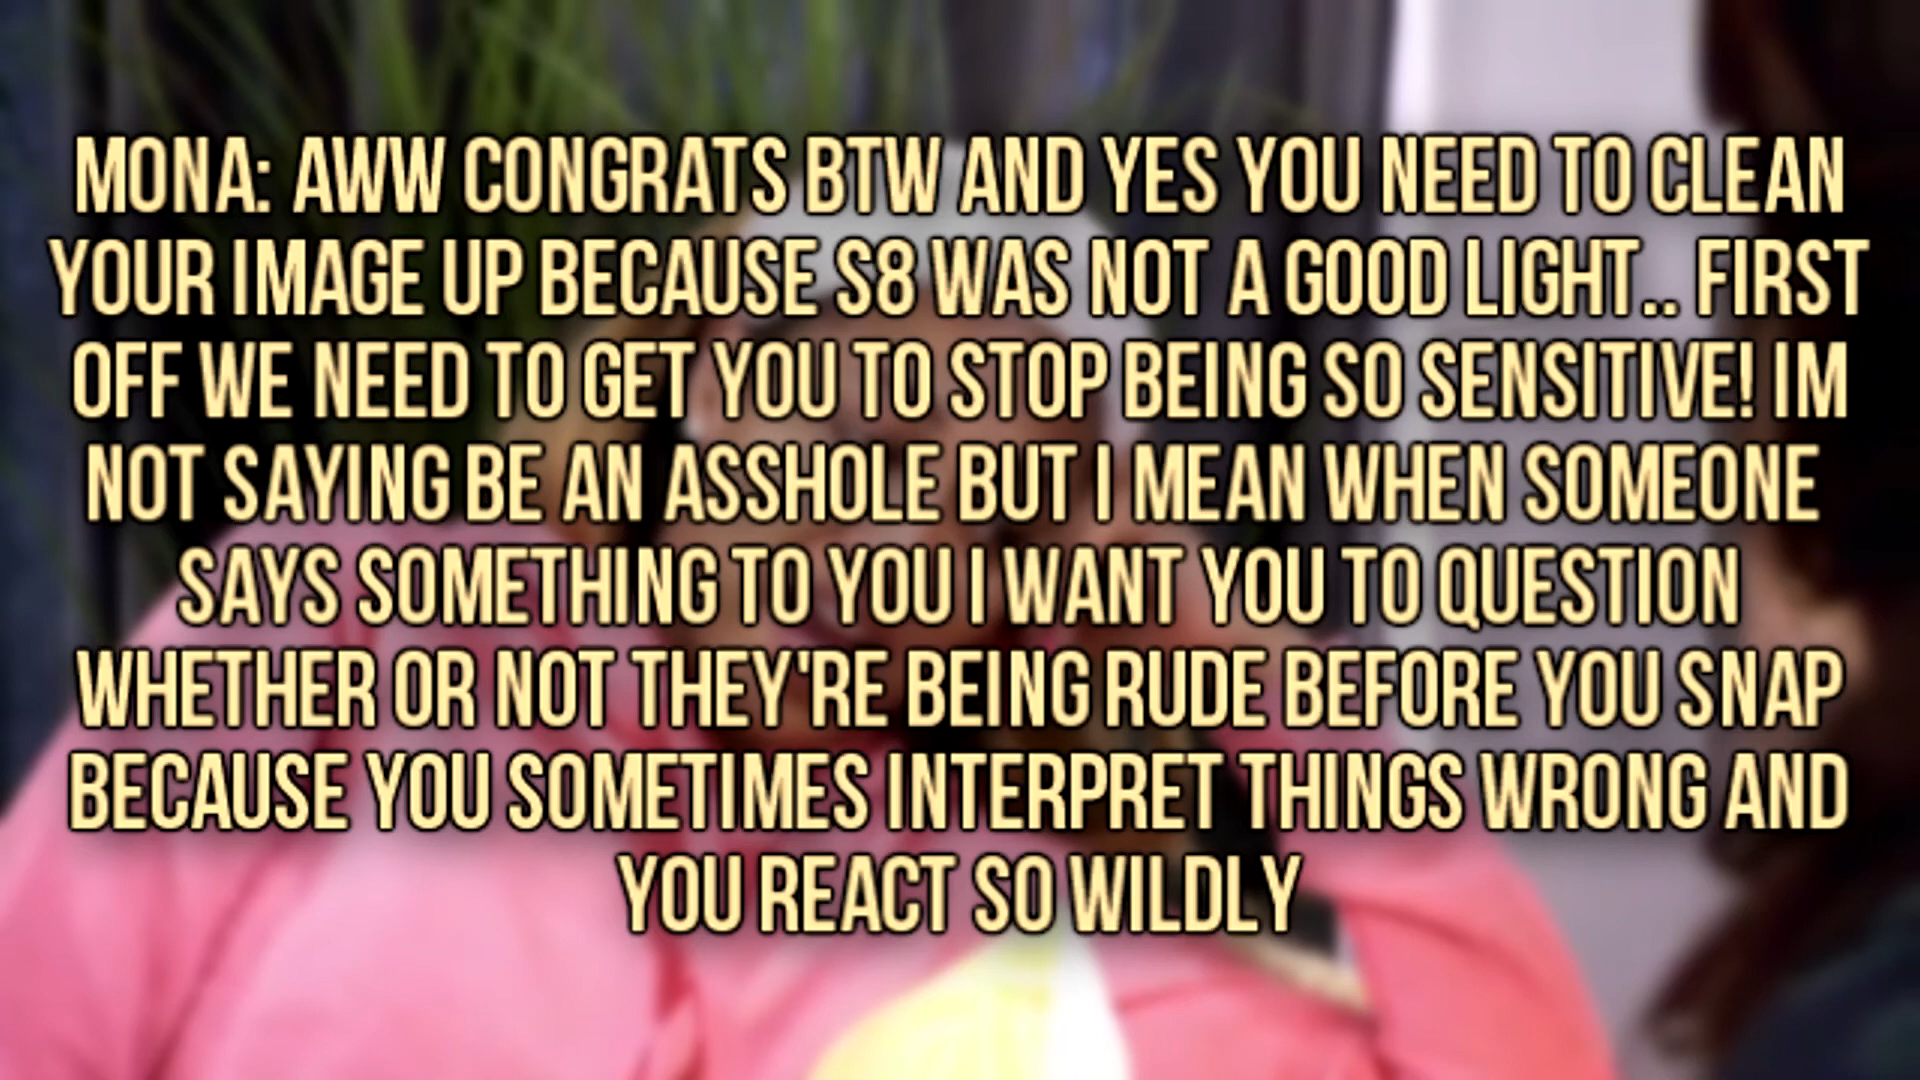 MONA: AWW CONGRATS BTW AND YES YOU NEED TO CLEAN
YOUR IMAGE UP BECAUSE S8 WAS NOT A GOOD LIGHT.. FIRST
OFF WE NEED TO GET YOU TO STOP BEING SO SENSITIVE! IM
NOT SAYING BE AN ASSHOLE BUT I MEAN WHEN SOMEONE
SAYS SOMETHING TO YOU I WANT YOU TO QUESTION
WHETHER OR NOT THEY'RE BEING RUDE BEFORE YOU SNAP
BECAUSE YOU SOMETIMES INTERPRET THINGS WRONG AND
YOU REACT SO WILDLY